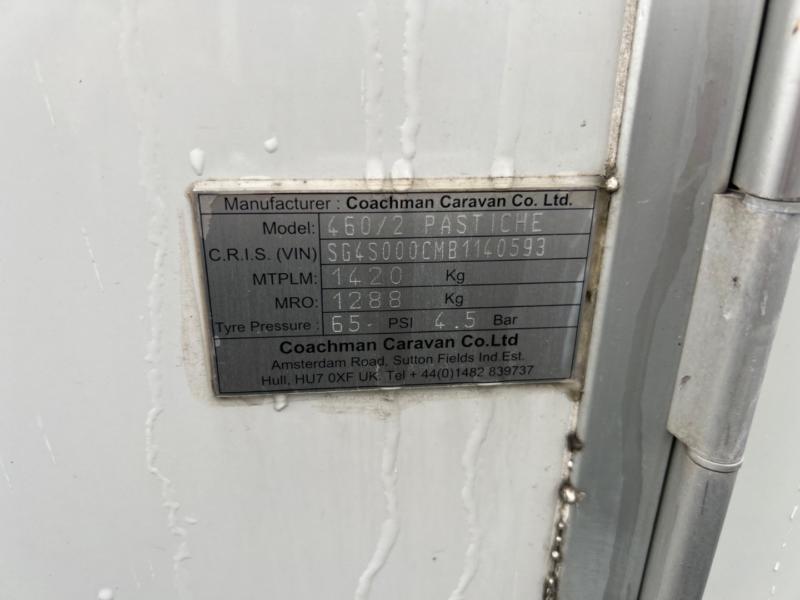 Manufacturer : Coachman Caravan Co. Ltd.
Model: 460/2 PASTICHE
C.R.I.S. (VIN) SG4S000CMB1140593
MTPLM: 1420 Kg
MRO: 1288 Kg
Tyre Pressure : 65- PSI 4.5 Bar
Coachman Caravan Co.Ltd
Amsterdam Road, Sutton Fields Ind.Est.
Hull, HU7 0XF UK. Tel + 44(0)1482 839737